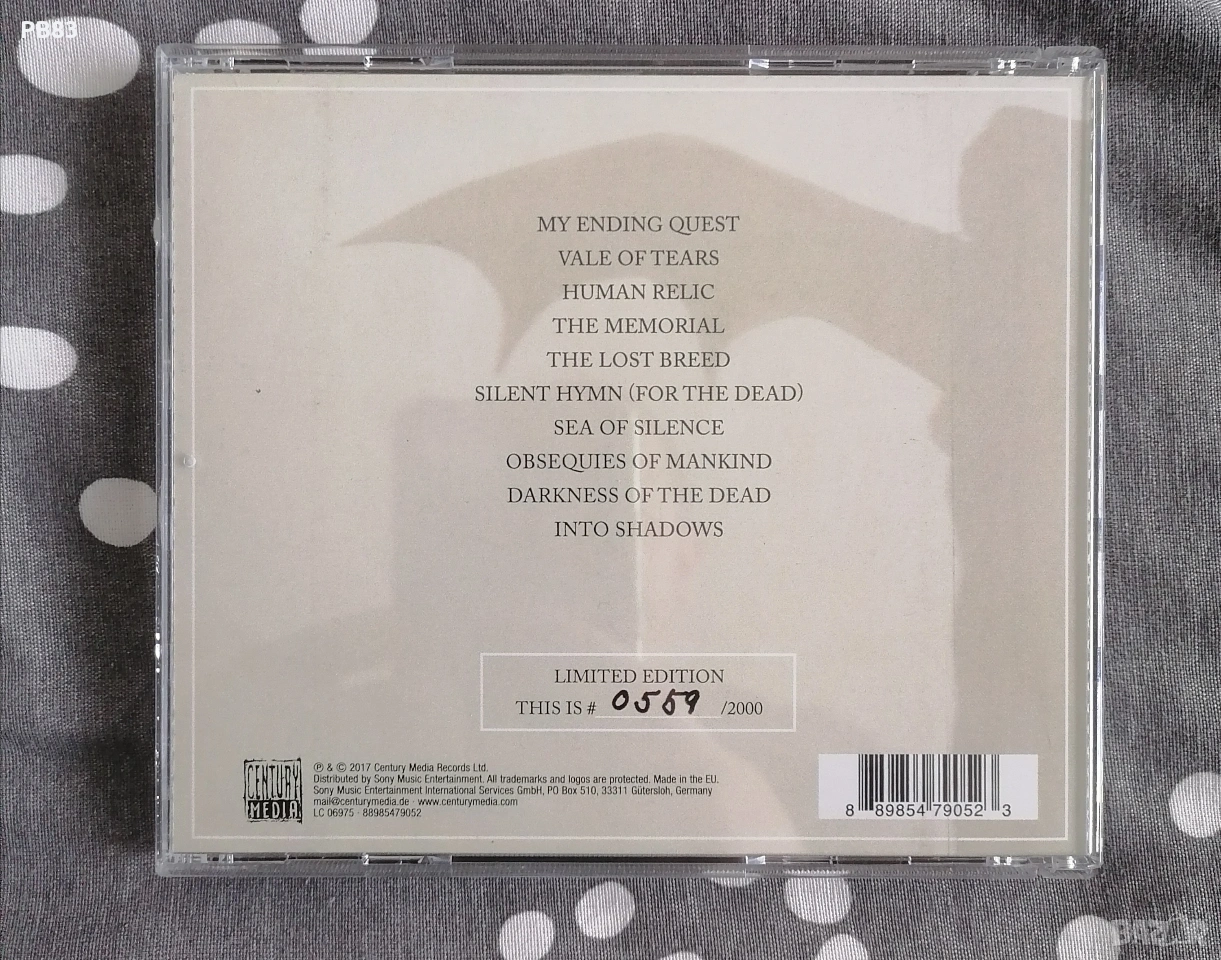 PB83
MY ENDING QUEST
VALE OF TEARS
HUMAN RELIC
THE MEMORIAL
THE LOST BREED
SILENT HYMN (FOR THE DEAD)
SEA OF SILENCE
OBSEQUIES OF MANKIND
DARKNESS OF THE DEAD
INTO SHADOWS
LIMITED EDITION
THIS IS # 0559 /2000
CENTURY
MEDIA
℗ & © 2017 Century Media Records Ltd.
Distributed by Sony Music Entertainment. All trademarks and logos are protected. Made in the EU.
Sony Music Entertainment International Services GmbH, PO Box 510, 33311 Gütersloh, Germany
mail@centurymedia.de · www.centurymedia.com
LC 06975 · 88985479052
8 89854 79052 3